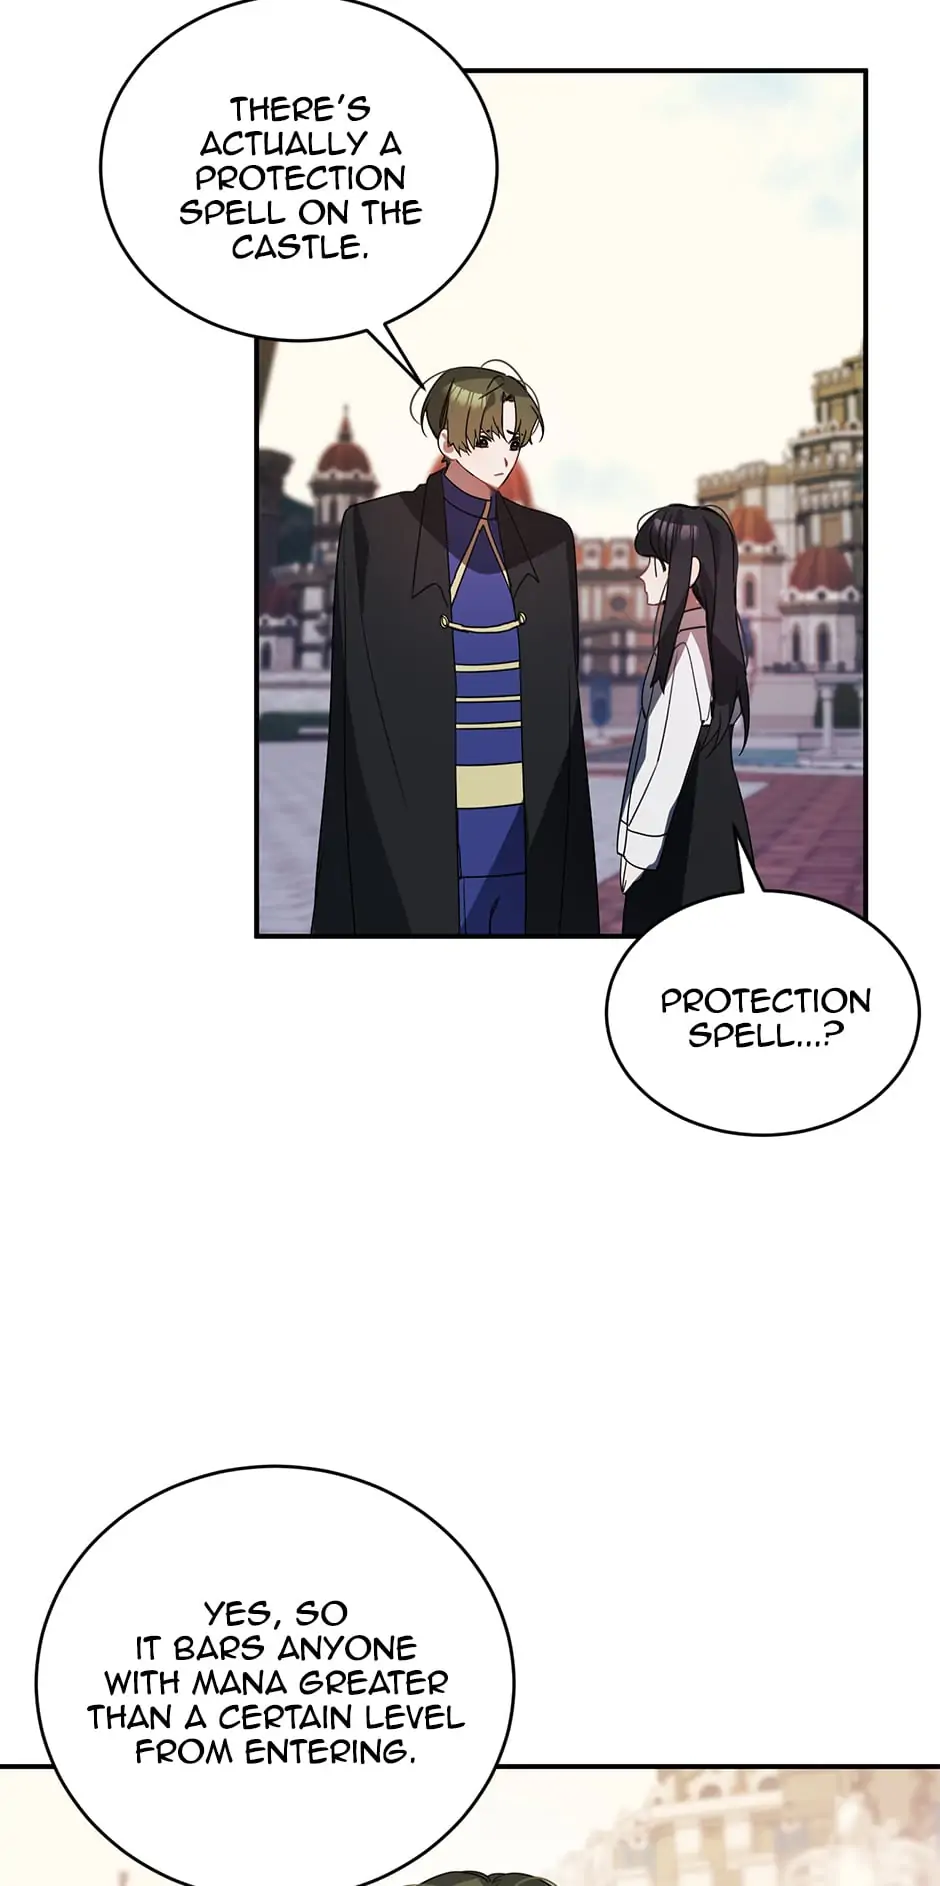 THERE'S
ACTUALLY A
PROTECTION
SPELL ON THE
CASTLE.
PROTECTION
SPELL...?
YES, SO
IT BARS ANYONE
WITH MANA GREATER
THAN A CERTAIN LEVEL
FROM ENTERING.